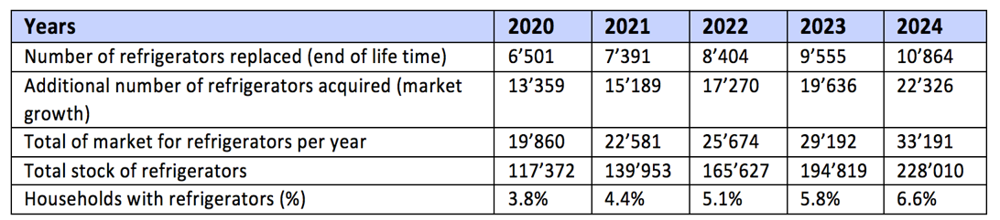 Years 2020 2021 2022 2023 2024
Number of refrigerators replaced (end of life time) 6’501 7’391 8’404 9’555 10’864
Additional number of refrigerators acquired (market 13’359 15’189 17’270 19’636 22’326
growth)
Total of market for refrigerators per year 19’860 22’581 25’674 29’192 33’191
Total stock of refrigerators 117’372 139’953 165’627 194’819 228’010
Households with refrigerators (%) 3.8% 4.4% 5.1% 5.8% 6.6%